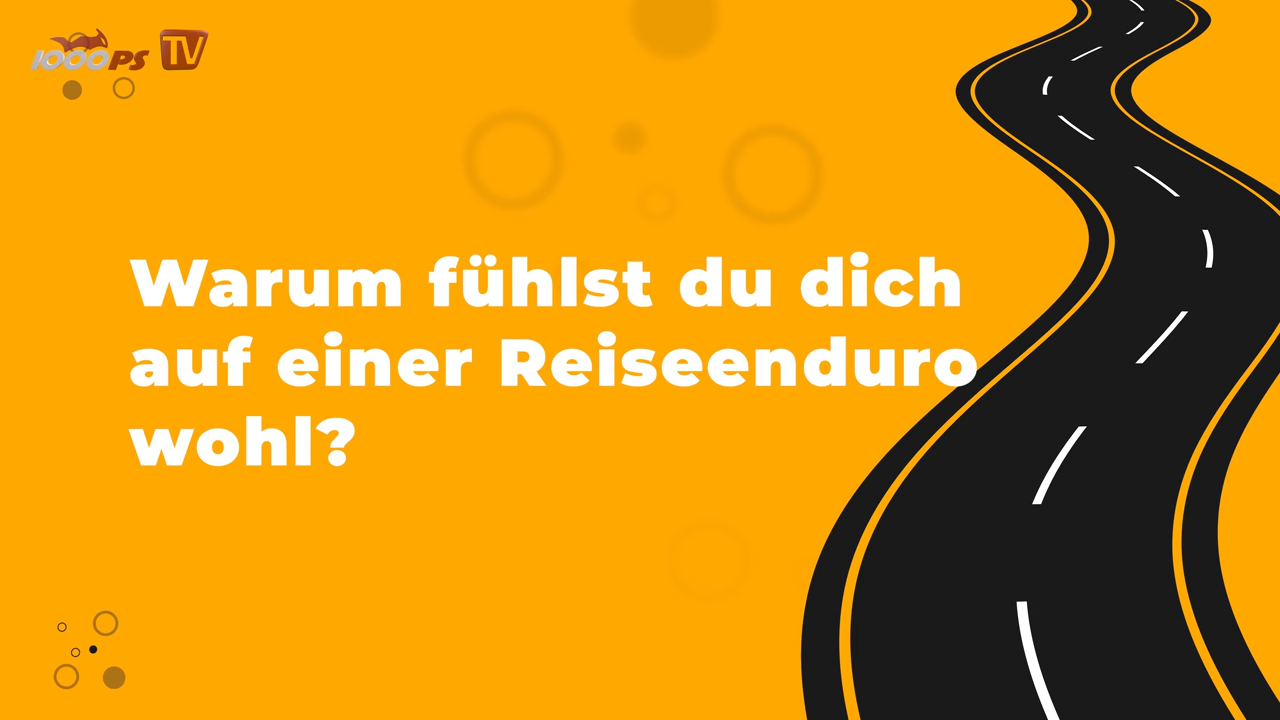 1000PS TV
Warum fühlst du dich
auf einer Reiseenduro
wohl?